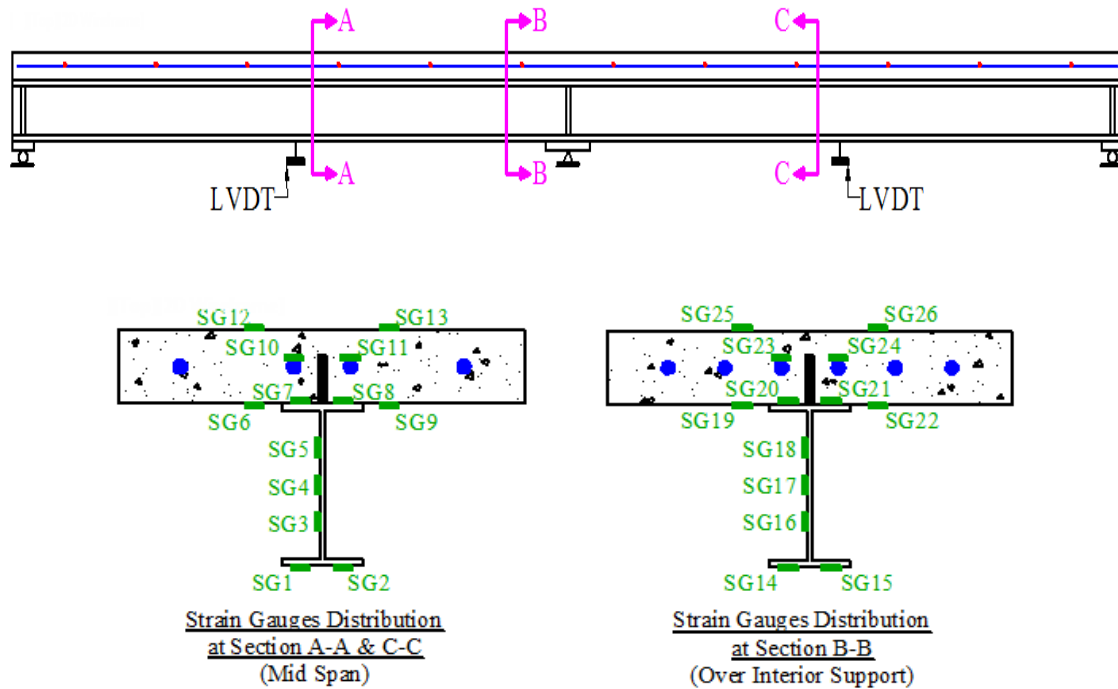 A B C
A B C
LVDT LVDT
SG12 SG13
SG10 SG11
SG7 SG8
SG6 SG9
SG5
SG4
SG3
SG1 SG2
Strain Gauges Distribution
at Section A-A & C-C
(Mid Span)
SG25 SG26
SG23 SG24
SG20 SG21
SG19 SG22
SG18
SG17
SG16
SG14 SG15
Strain Gauges Distribution
at Section B-B
(Over Interior Support)